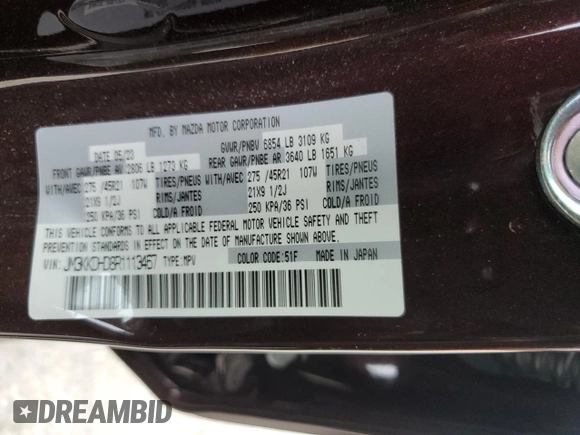 MFD. BY MAZDA MOTOR CORPORATION
DATE 05/23 GVWR/PNBV 6854 LB 3109 KG
FRONT GAWR/PNBE AV 2806 LB 1273 KG REAR GAWR/PNBE AR 3640 LB 1651 KG
WITH/AVEC 275 /45R21 107W TIRES/PNEUS WITH/AVEC 275 /45R21 107W TIRES/PNEUS
21X9 1/2J RIMS/JANTES 21X9 1/2J RIMS/JANTES
250 KPA/36 PSI COLD/A FROID 250 KPA/36 PSI COLD/A FROID
THIS VEHICLE CONFORMS TO ALL APPLICABLE FEDERAL MOTOR VEHICLE SAFETY AND THEFT
PREVENTION STANDARDS IN EFFECT ON THE DATE OF MANUFACTURE SHOWN ABOVE.
VIN: TYPE:MPV COLOR CODE:51F MADE IN JAPAN
DREAMBID